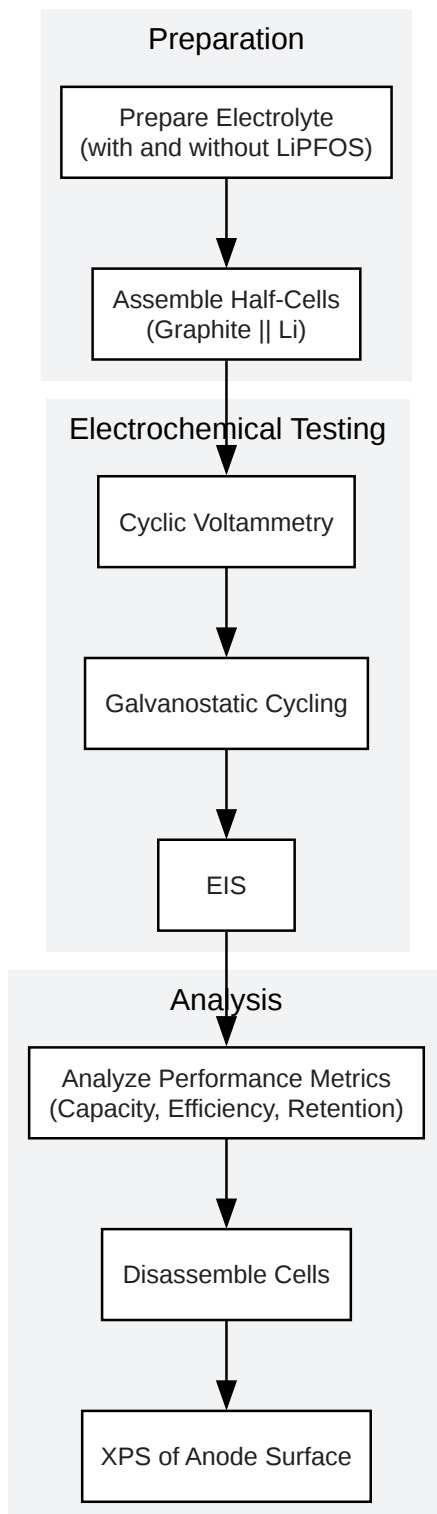 Preparation
Prepare Electrolyte
(with and without LiPFOS)
Assemble Half-Cells
(Graphite || Li)
Electrochemical Testing
Cyclic Voltammetry
Galvanostatic Cycling
EIS
Analysis
Analyze Performance Metrics
(Capacity, Efficiency, Retention)
Disassemble Cells
XPS of Anode Surface